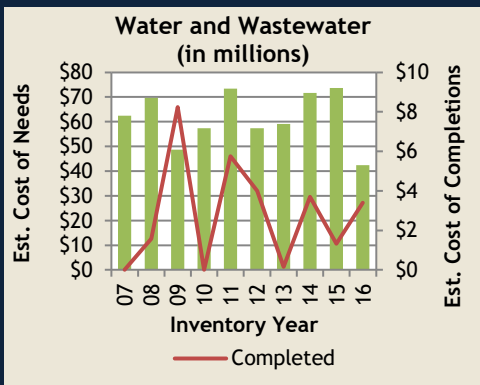 Water and Wastewater
(in millions)
Est. Cost of Needs
$80
$70
$60
$50
$40
$30
$20
$10
$0
$10
$8
$6
$4
$2
$0
Est. Cost of Completions
07 08 09 10 11 12 13 14 15 16
Inventory Year
Completed